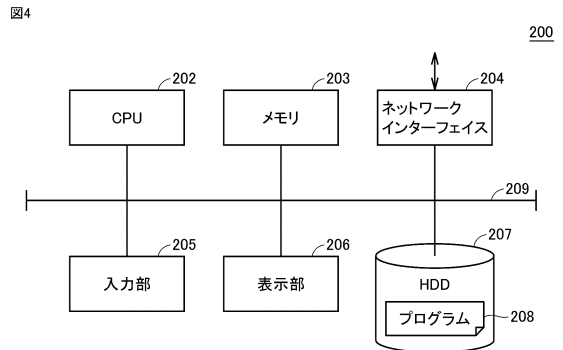 図4
200
202
203
204
CPU
メモリ
ネットワーク
インターフェイス
209
205
206
207
入力部
表示部
HDD
プログラム
208